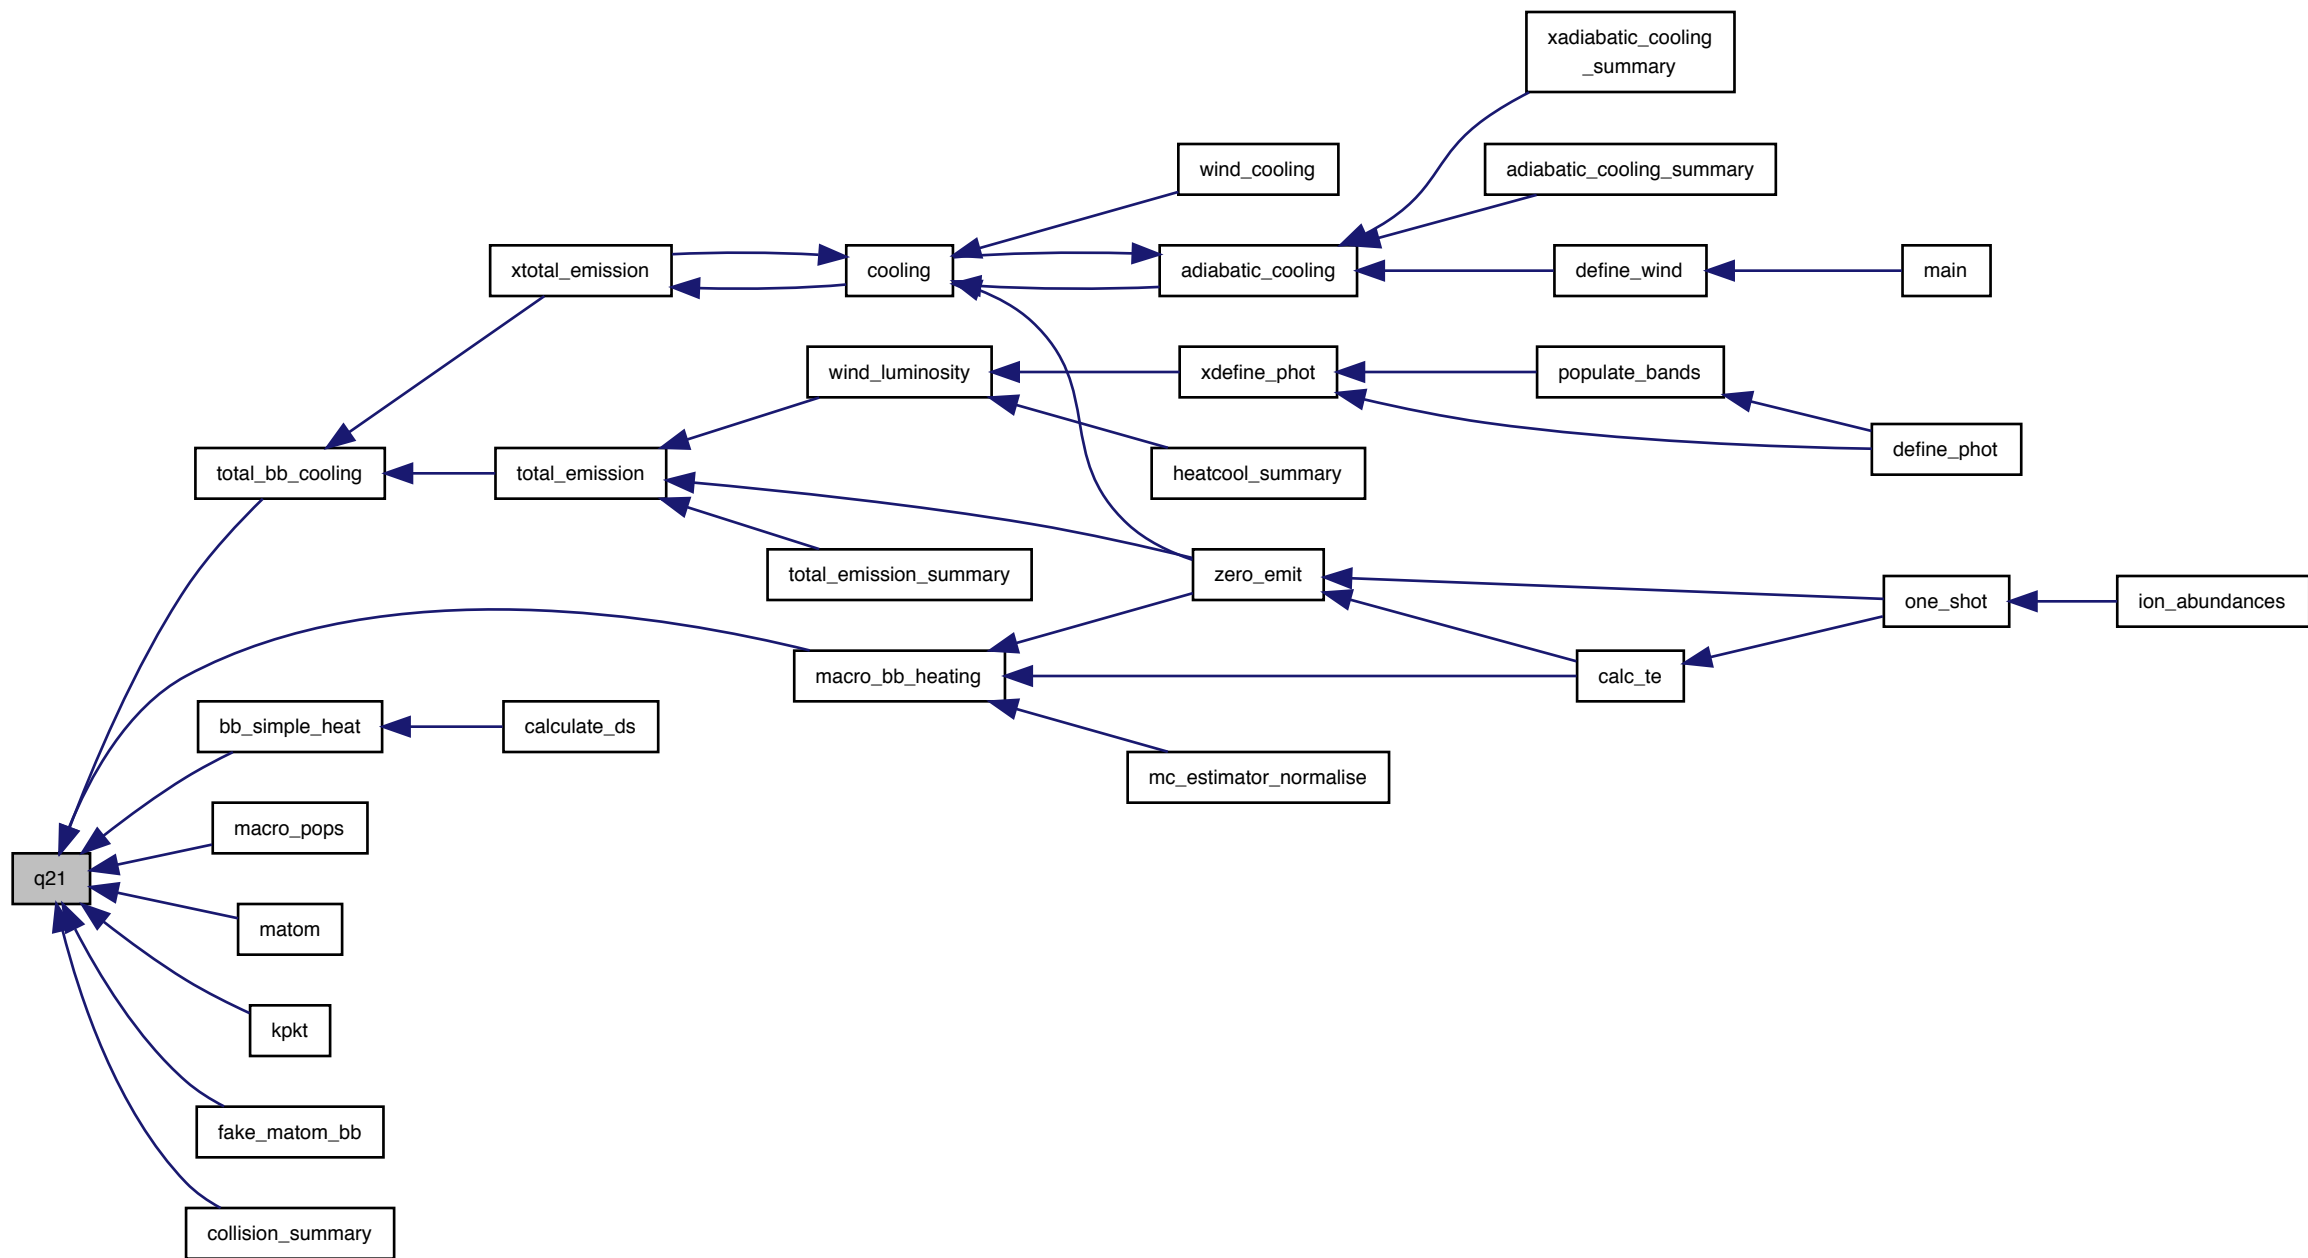 xadiabatic_cooling
_summary
wind_cooling
adiabatic_cooling_summary
xtotal_emission
cooling
adiabatic_cooling
define_wind
main
wind_luminosity
xdefine_phot
populate_bands
define_phot
total_bb_cooling
total_emission
heatcool_summary
total_emission_summary
zero_emit
one_shot
ion_abundances
macro_bb_heating
calc_te
bb_simple_heat
calculate_ds
mc_estimator_normalise
macro_pops
q21
matom
kpkt
fake_matom_bb
collision_summary